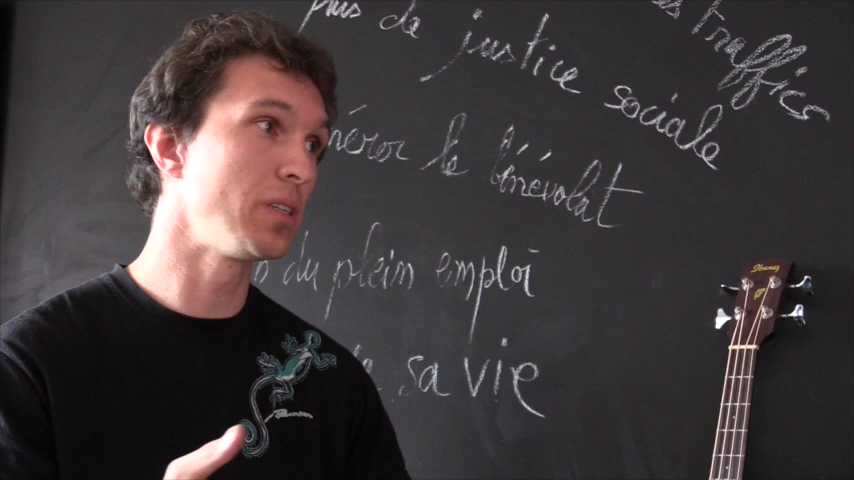 plus de justice sociale
traffics
le bénévolat
du plein emploi
sa vie
Ibanez